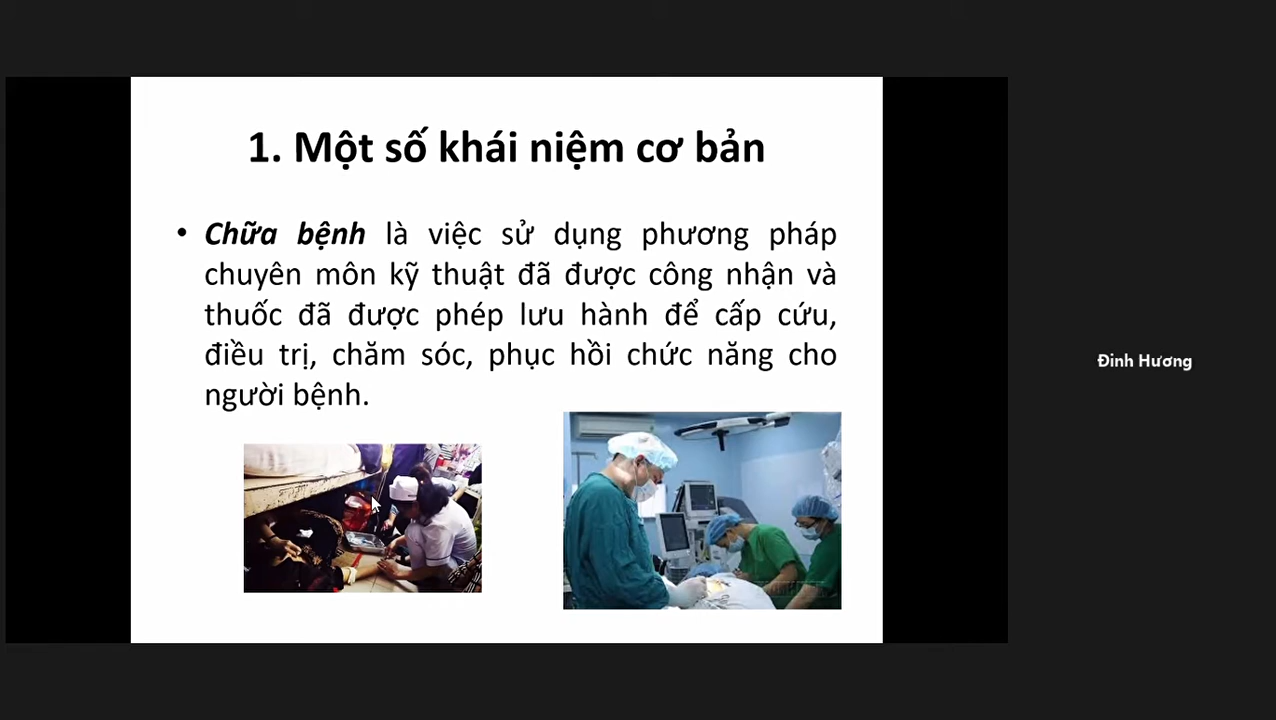 1. Một số khái niệm cơ bản
• Chữa bệnh là việc sử dụng phương pháp
chuyên môn kỹ thuật đã được công nhận và
thuốc đã được phép lưu hành để cấp cứu,
điều trị, chăm sóc, phục hồi chức năng cho
người bệnh.
Đinh Hương